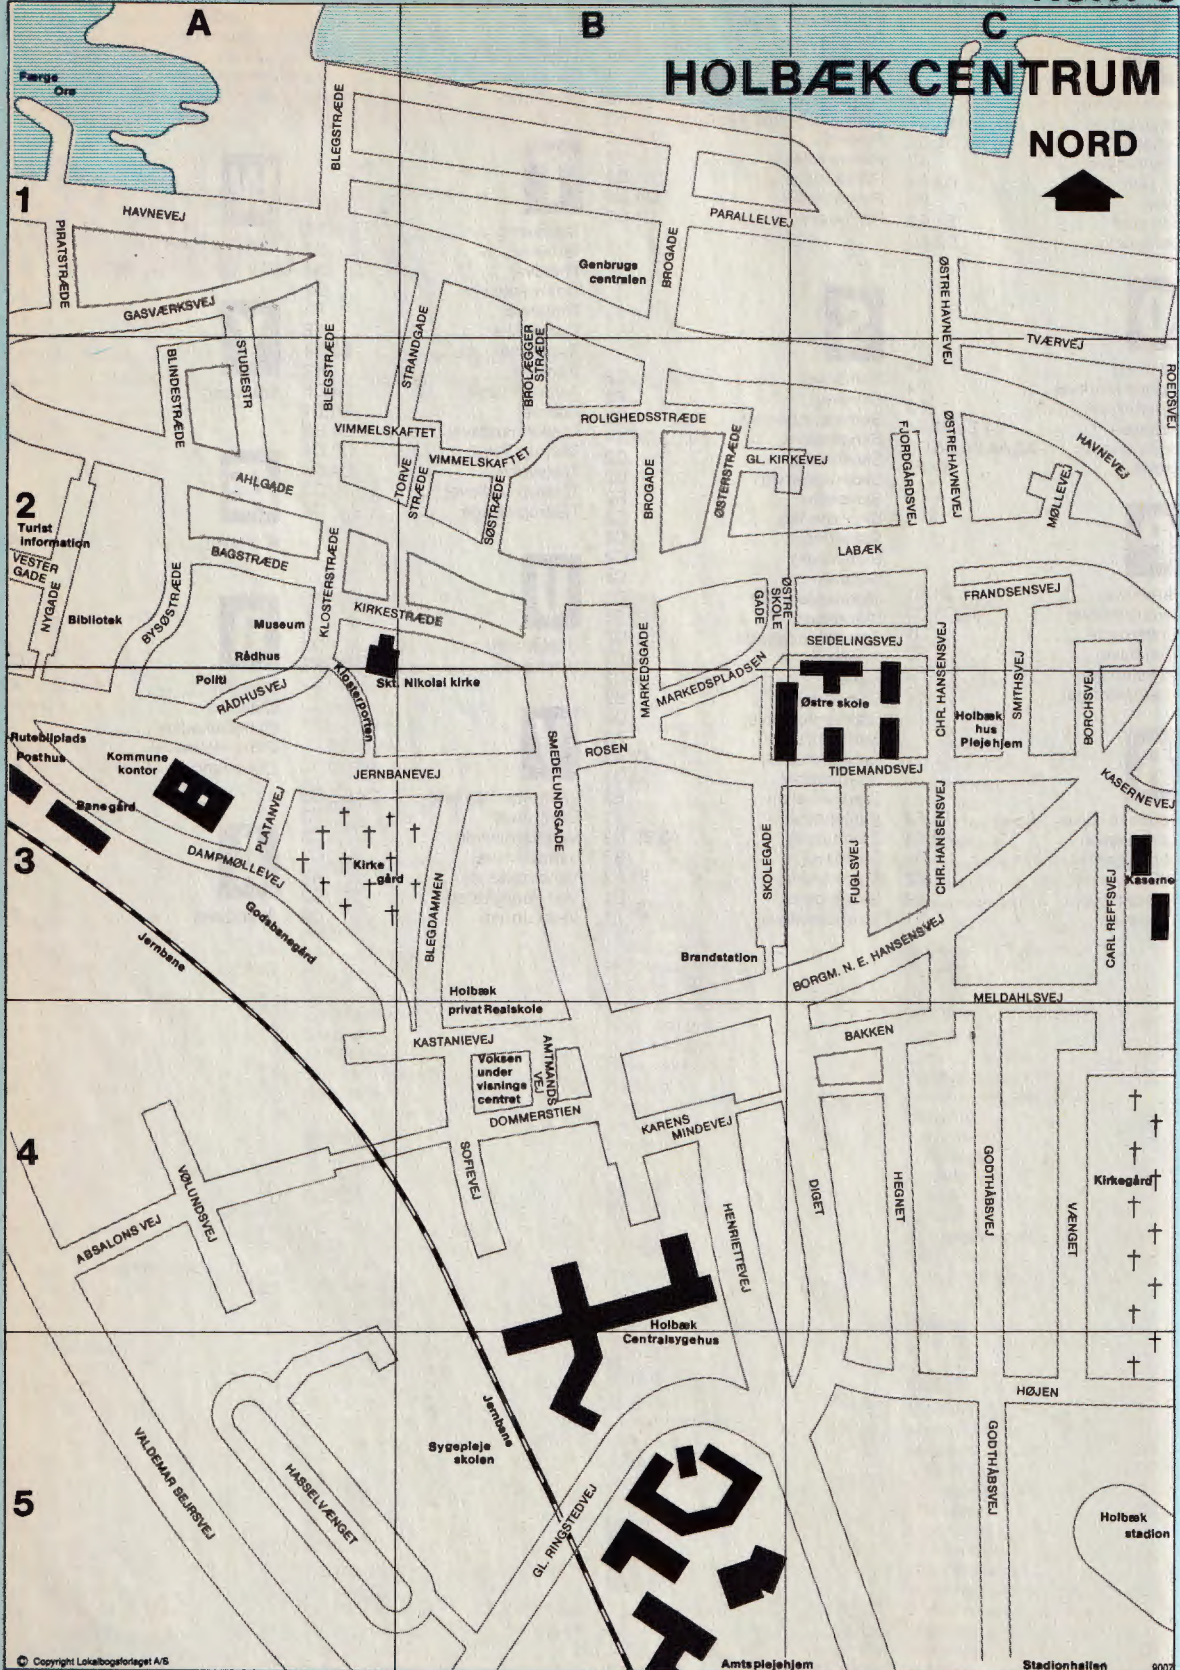 A
B
C
HOLBÆK CENTRUM
NORD
Færge
Ore
1
HAVNEVEJ
PIRATSTRÆDE
GASVÆRKSVEJ
BLEGSTRÆDE
PARALLELVEJ
BROGADE
Genbrugs
centralen
ØSTRE HAVNEVEJ
TVÆRVEJ
ROEDSVEJ
BLINDESTRÆDE
STUDIESTR
BLEGSTRÆDE
STRANDGADE
BROLÆGGER
STRÆDE
ROLIGHEDSSTRÆDE
VIMMELSKAFTET
VIMMELSKAFTET
TORVE
STRÆDE
SØSTRÆDE
BROGADE
ØSTERSTRÆDE
GL. KIRKEVEJ
FJORDGÅRDSVEJ
ØSTREHAVNEVEJ
HAVNEVEJ
MØLLEVEJ
AHLGADE
2
Turist
information
VESTER
GADE
NYGADE
Bibliotek
BAGSTRÆDE
BYSØSTRÆDE
KLOSTERSTRÆDE
KIRKESTRÆDE
LABÆK
ØSTRE
SKOLE
GADE
FRANDSENSVEJ
SEIDELINGSVEJ
Museum
Rådhus
Politi
RÅDHUSVEJ
Klosterporten
Skt. Nikolai kirke
MARKEDSGADE
MARKEDSPLADSEN
Østre skole
CHR. HANSENSVEJ
SMITHSVEJ
Holbæk
hus
Plejehjem
BORCHSVEJ
Rutebilplads
Posthus
Kommune
kontor
Banegård
JERNBANEVEJ
SMEDELUNDSGADE
ROSEN
TIDEMANDSVEJ
KASERNEVEJ
PLATANVEJ
3
DAMPMØLLEVEJ
Kirke
gård
BLEGDAMMEN
SKOLEGADE
FUGLSVEJ
CHR. HANSENSVEJ
CARL REFFSVEJ
Kaserne
Godsbanegård
Jernbane
Brandstation
BORGM. N. E. HANSENSVEJ
Holbæk
privat Realskole
MELDAHLSVEJ
KASTANIEVEJ
BAKKEN
Voksen
under
visnings
centret
AMTMANDS
VEJ
DOMMERSTIEN
KARENS
MINDEVEJ
4
VØLUNDSVEJ
SOFIEVEJ
ABSALONS VEJ
HENRIETTEVEJ
DIGET
HEGNET
GODTHÅBSVEJ
VÆNGET
Kirkegård
Holbæk
Centralsygehus
HØJEN
Jernbane
Sygepleje
skolen
VALDEMAR SEJRSVEJ
HASSELVÆNGET
GL. RINGSTEDVEJ
GODTHÅBSVEJ
5
Holbæk
stadion
© Copyright Lokalbogsforlaget A/S
Amtsplejehjem
Stadionhallen
9007